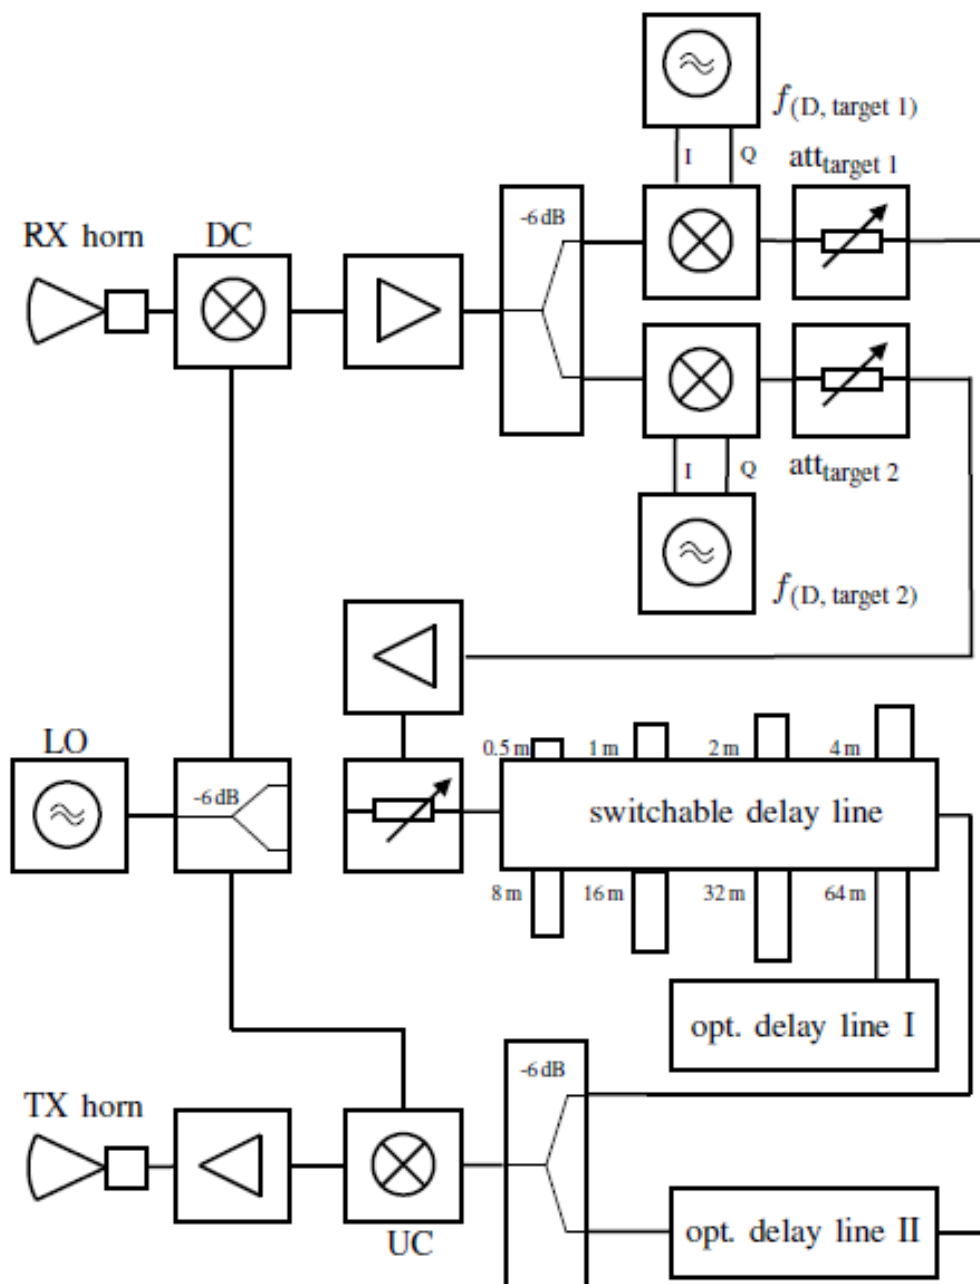 f(D, target 1)
I
Q
att target 1
-6 dB
RX horn
DC
I
Q
att target 2
f(D, target 2)
LO
0.5 m
1 m
2 m
4 m
-6 dB
switchable delay line
8 m
16 m
32 m
64 m
opt. delay line I
-6 dB
TX horn
opt. delay line II
UC